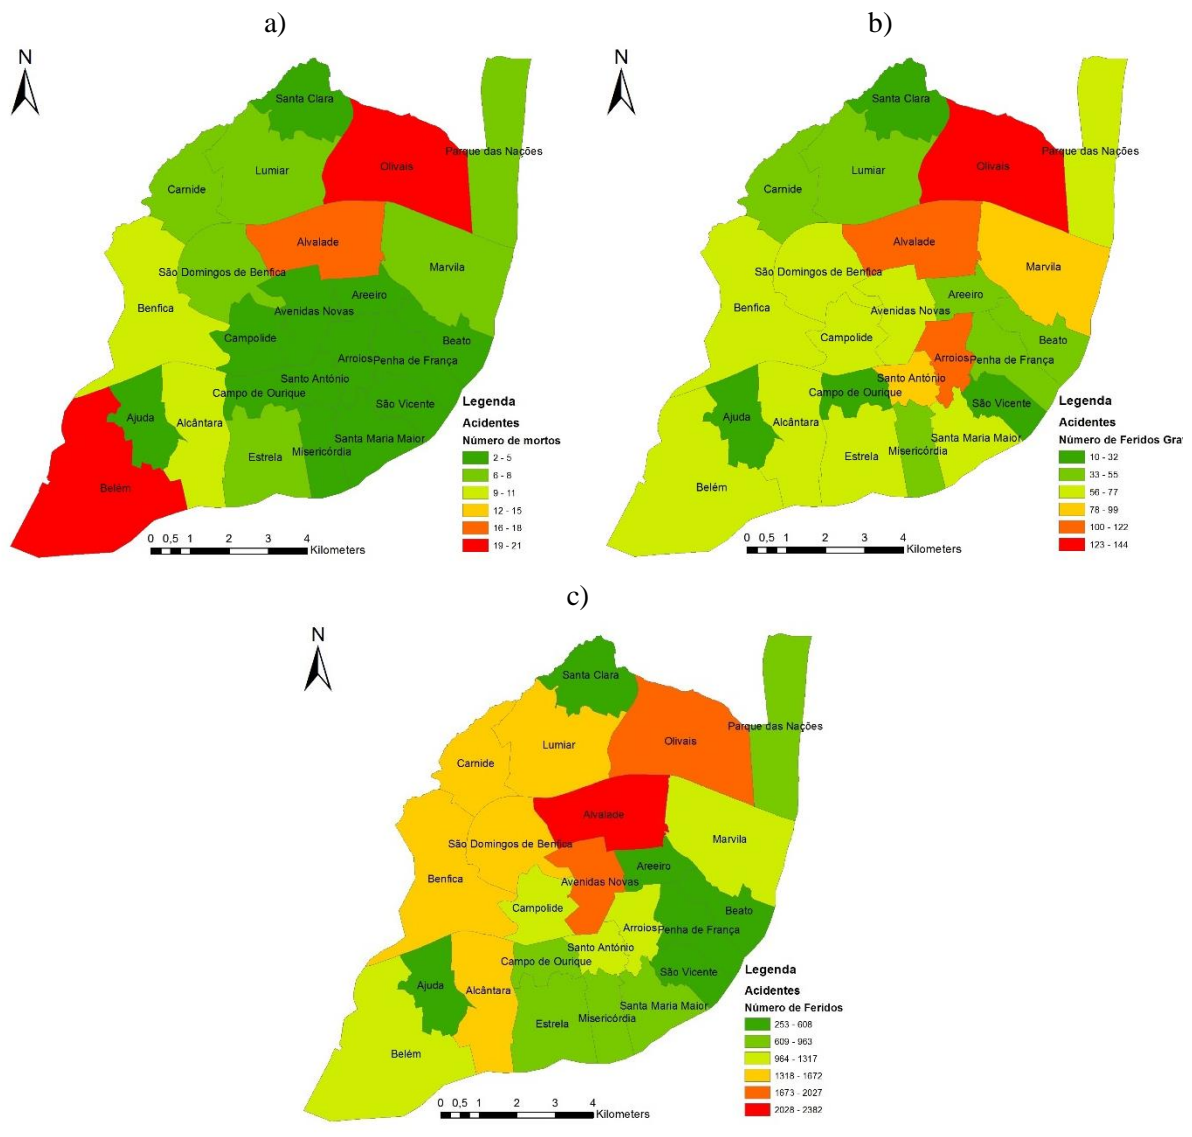 a)
N
Santa Clara
Parque das Nações
Olivais
Lumiar
Carnide
Alvalade
Marvila
São Domingos de Benfica
Areeiro
Benfica
Avenidas Novas
Campolide
Beato
Arroios
Penha de França
Santo António
Campo de Ourique
São Vicente
Ajuda
Alcântara
Santa Maria Maior
Misericórdia
Estrela
Belém
Legenda
Acidentes
Número de mortos
2 - 5
6 - 8
9 - 11
12 - 15
16 - 18
19 - 21
0 0,5 1 2 3 4
Kilometers
b)
N
Santa Clara
Parque das Nações
Olivais
Lumiar
Carnide
Alvalade
Marvila
São Domingos de Benfica
Areeiro
Benfica
Avenidas Novas
Campolide
Beato
Arroios
Penha de França
Santo António
Campo de Ourique
São Vicente
Ajuda
Alcântara
Santa Maria Maior
Misericórdia
Estrela
Belém
Legenda
Acidentes
Número de Feridos Gra
10 - 32
33 - 55
56 - 77
78 - 99
100 - 122
123 - 144
0 0,5 1 2 3 4
Kilometers
c)
N
Santa Clara
Parque das Nações
Olivais
Lumiar
Carnide
Alvalade
Marvila
São Domingos de Benfica
Areeiro
Benfica
Avenidas Novas
Campolide
Beato
Arroios
Penha de França
Santo António
Campo de Ourique
São Vicente
Ajuda
Alcântara
Santa Maria Maior
Misericórdia
Estrela
Belém
Legenda
Acidentes
Número de Feridos
253 - 608
609 - 963
964 - 1317
1318 - 1672
1673 - 2027
2028 - 2382
0 0,5 1 2 3 4
Kilometers